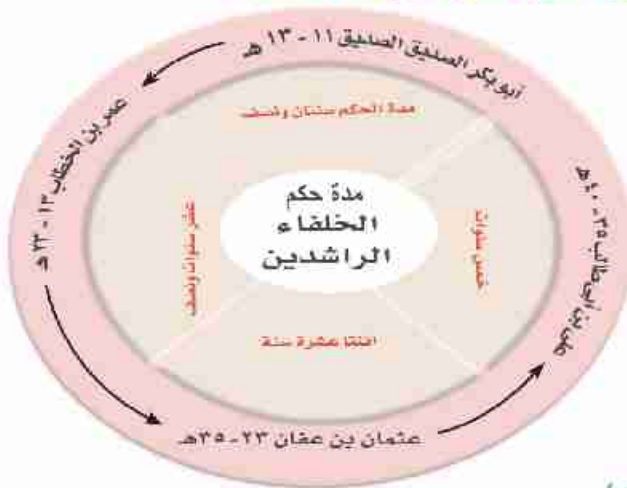 أبو بكر الصديق الصديق ١١ - ١٣ هـ
مدة الحكم سنتان ونصف
عمر بن الخطاب ١٣ - ٢٣ هـ
عشر سنوات ونصف
مدة حكم
الخلفاء
الراشدين
خمس سنوات
علي بن أبي طالب ٣٥ - ٤٠ هـ
اثنتا عشرة سنة
عثمان بن عفان ٢٣ - ٣٥ هـ